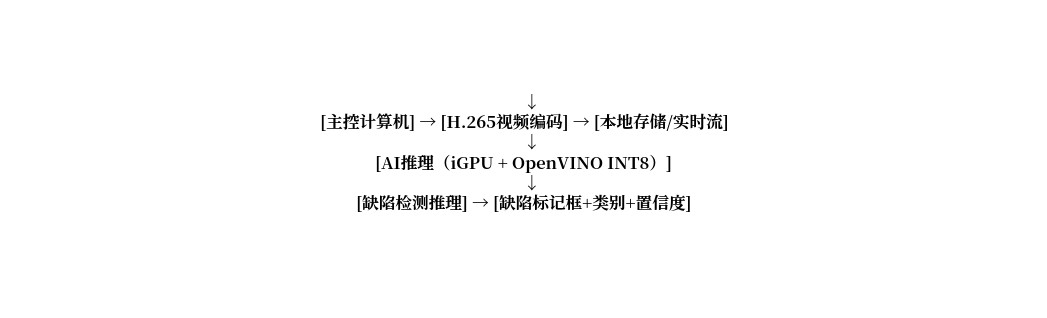 ↓
[主控计算机] → [H.265视频编码] → [本地存储/实时流]
↓
[AI推理（iGPU + OpenVINO INT8）]
↓
[缺陷检测推理] → [缺陷标记框+类别+置信度]